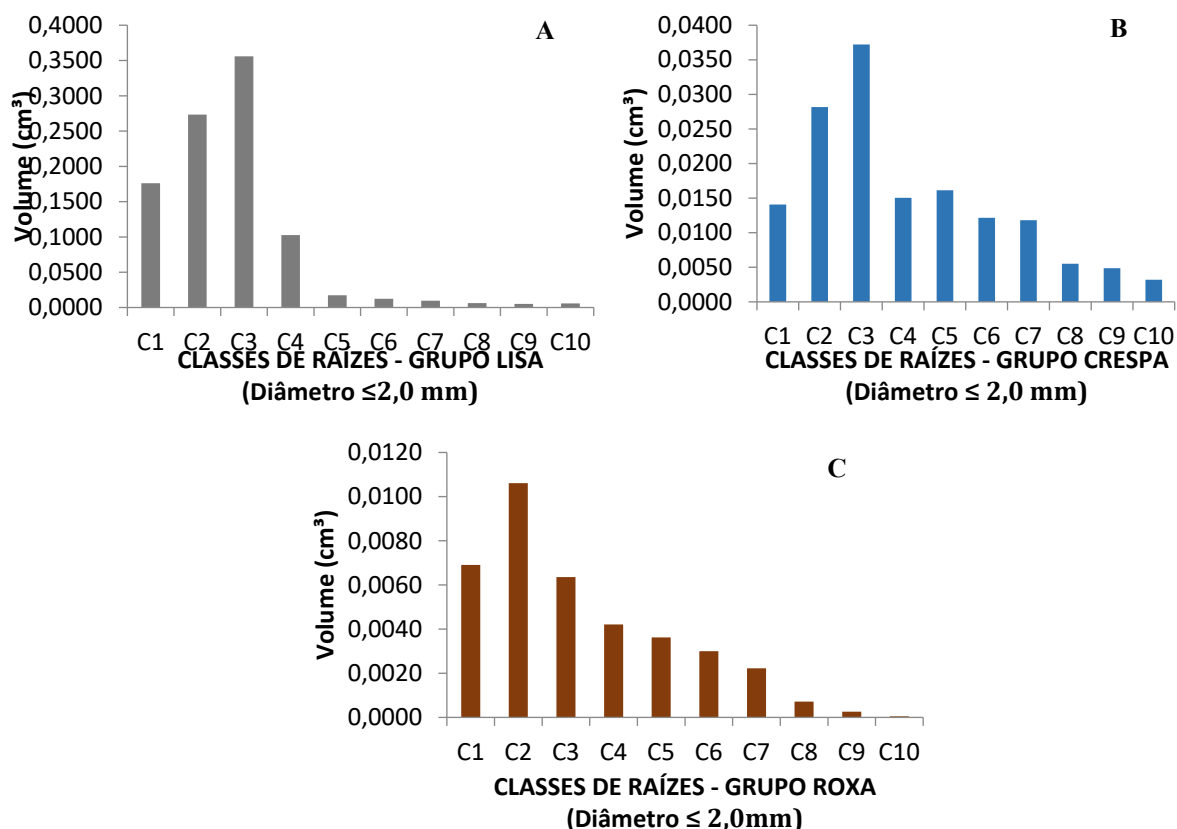 A
Volume (cm³)
0,4000
0,3500
0,3000
0,2500
0,2000
0,1500
0,1000
0,0500
0,0000
C1 C2 C3 C4 C5 C6 C7 C8 C9 C10
CLASSES DE RAÍZES - GRUPO LISA
(Diâmetro ≤2,0 mm)
B
Volume (cm³)
0,0400
0,0350
0,0300
0,0250
0,0200
0,0150
0,0100
0,0050
0,0000
C1 C2 C3 C4 C5 C6 C7 C8 C9 C10
CLASSES DE RAÍZES - GRUPO CRESPA
(Diâmetro ≤ 2,0 mm)
C
Volume (cm³)
0,0120
0,0100
0,0080
0,0060
0,0040
0,0020
0,0000
C1 C2 C3 C4 C5 C6 C7 C8 C9 C10
CLASSES DE RAÍZES - GRUPO ROXA
(Diâmetro ≤ 2,0mm)